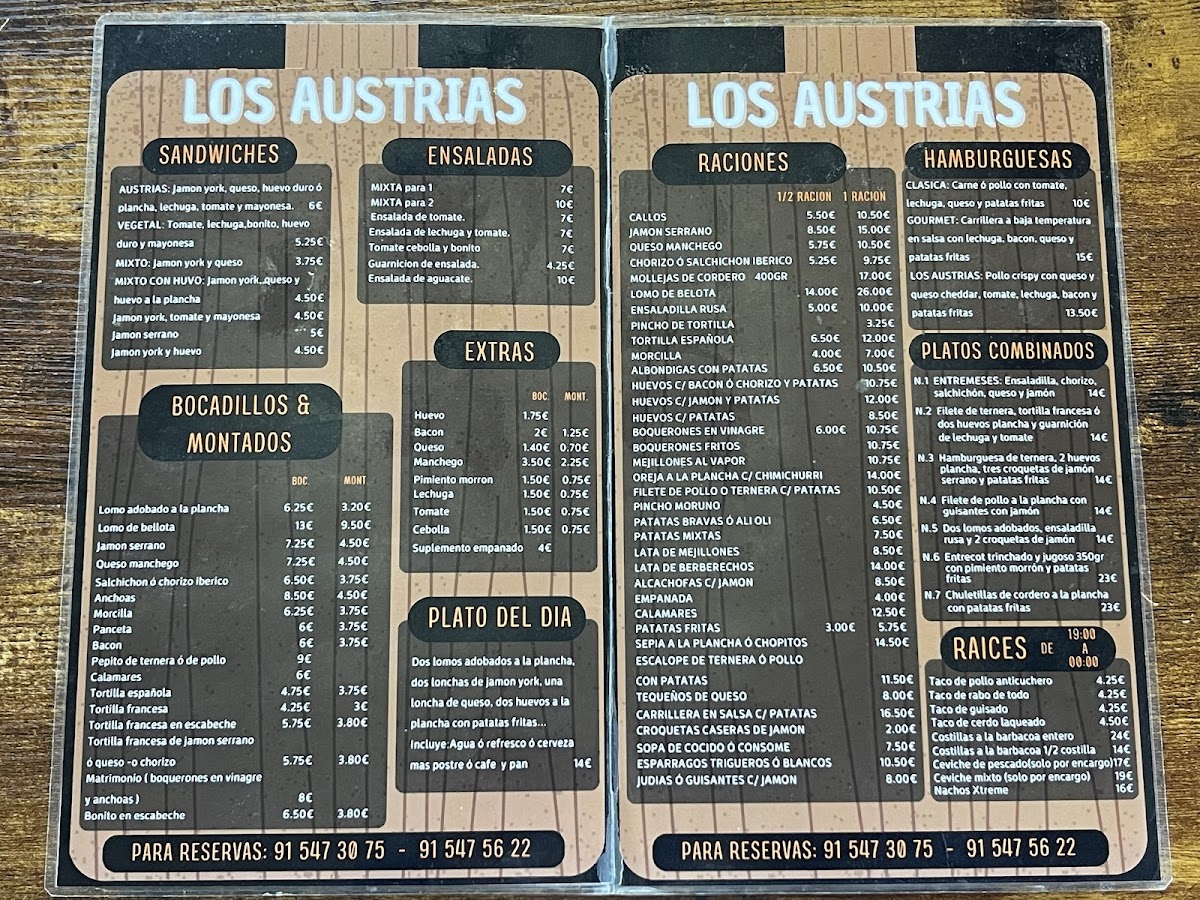 LOS AUSTRIAS
SANDWICHES
AUSTRIAS: Jamon york, queso, huevo duro ó
plancha, lechuga, tomate y mayonesa. 6€
VEGETAL: Tomate, lechuga,bonito, huevo
duro y mayonesa 5.25€
MIXTO: Jamon york y queso 3.75€
MIXTO CON HUVO: Jamon york,,queso y
huevo a la plancha 4.50€
Jamon york, tomate y mayonesa 4.50€
Jamon serrano 5€
Jamon york y huevo 4.50€
BOCADILLOS &
MONTADOS
BOC. MONT
Lomo adobado a la plancha 6.25€ 3.20€
Lomo de bellota 13€ 9.50€
Jamon serrano 7.25€ 4.50€
Queso manchego 7.25€ 4.50€
Salchichon ó chorizo Iberico 6.50€ 3.75€
Anchoas 8.50€ 4.50€
Morcilla 6.25€ 3.75€
Panceta 6€ 3.75€
Bacon 6€ 3.75€
Pepito de ternera ó de pollo 9€
Calamares 6€
Tortilla española 4.75€ 3.75€
Tortilla francesa 4.25€ 3€
Tortilla francesa en escabeche 5.75€ 3.80€
Tortilla francesa de jamon serrano
ó queso -o chorizo 5.75€ 3.80€
Matrimonio ( boquerones en vinagre
y anchoas ) 8€
Bonito en escabeche 6.50€ 3.80€
ENSALADAS
MIXTA para 1 7€
MIXTA para 2 10€
Ensalada de tomate. 7€
Ensalada de lechuga y tomate. 7€
Tomate cebolla y bonito 7€
Guarnicion de ensalada. 4.25€
Ensalada de aguacate. 10€
EXTRAS
BOC. MONT.
Huevo 1.75€
Bacon 2€ 1.25€
Queso 1.40€ 0.70€
Manchego 3.50€ 2.25€
Pimiento morron 1.50€ 0.75€
Lechuga 1.50€ 0.75€
Tomate 1.50€ 0.75€
Cebolla 1.50€ 0.75€
Suplemento empanado 4€
PLATO DEL DIA
Dos lomos adobados a la plancha,
dos lonchas de jamon york, una
loncha de queso, dos huevos a la
plancha con patatas fritas...
Incluye:Agua ó refresco ó cerveza
mas postre ó cafe y pan 14€
PARA RESERVAS: 91 547 30 75 - 91 547 56 22
LOS AUSTRIAS
RACIONES
1/2 RACION 1 RACION
CALLOS 5.50€ 10.50€
JAMON SERRANO 8.50€ 15.00€
QUESO MANCHEGO 5.75€ 10.50€
CHORIZO Ó SALCHICHON IBERICO 5.25€ 9.75€
MOLLEJAS DE CORDERO 400GR 17.00€
LOMO DE BELOTA 14.00€ 26.00€
ENSALADILLA RUSA 5.00€ 10.00€
PINCHO DE TORTILLA 3.25€
TORTILLA ESPAÑOLA 6.50€ 12.00€
MORCILLA 4.00€ 7.00€
ALBONDIGAS CON PATATAS 6.50€ 10.50€
HUEVOS C/ BACON Ó CHORIZO Y PATATAS 10.75€
HUEVOS C/ JAMON Y PATATAS 12.00€
HUEVOS C/ PATATAS 8.50€
BOQUERONES EN VINAGRE 6.00€ 10.75€
BOQUERONES FRITOS 10.75€
MEJILLONES AL VAPOR 10.75€
OREJA A LA PLANCHA C/ CHIMICHURRI 14.00€
FILETE DE POLLO O TERNERA C/ PATATAS 10.50€
PINCHO MORUNO 4.50€
PATATAS BRAVAS Ó ALI OLI 6.50€
PATATAS MIXTAS 7.50€
LATA DE MEJILLONES 8.50€
LATA DE BERBERECHOS 14.00€
ALCACHOFAS C/ JAMON 8.50€
EMPANADA 4.00€
CALAMARES 12.50€
PATATAS FRITAS 3.00€ 5.75€
SEPIA A LA PLANCHA Ó CHOPITOS 14.50€
ESCALOPE DE TERNERA Ó POLLO
CON PATATAS 11.50€
TEQUEÑOS DE QUESO 8.00€
CARRILLERA EN SALSA C/ PATATAS 16.50€
CROQUETAS CASERAS DE JAMON 2.00€
SOPA DE COCIDO Ó CONSOME 7.50€
ESPARRAGOS TRIGUEROS Ó BLANCOS 10.50€
JUDIAS Ó GUISANTES C/ JAMON 8.00€
HAMBURGUESAS
CLASICA: Carne ó pollo con tomate,
lechuga, queso y patatas fritas 10€
GOURMET: Carrillera a baja temperatura
en salsa con lechuga, bacon, queso y
patatas fritas 15€
LOS AUSTRIAS: Pollo crispy con queso y
queso cheddar, tomate, lechuga, bacon y
patatas fritas 13.50€
PLATOS COMBINADOS
N.1 ENTREMESES: Ensaladilla, chorizo,
salchichón, queso y jamón 14€
N.2 Filete de ternera, tortilla francesa ó
dos huevos plancha y guarnición
de lechuga y tomate 14€
N.3 Hamburguesa de ternera, 2 huevos
plancha, tres croquetas de jamón
serrano y patatas fritas 14€
N.4 Filete de pollo a la plancha con
guisantes con jamón 14€
N.5 Dos lomos adobados, ensaladilla
rusa y 2 croquetas de jamón 14€
N.6 Entrecot trinchado y jugoso 350gr
con pimiento morrón y patatas
fritas 23€
N.7 Chuletillas de cordero a la plancha
con patatas fritas 23€
RAICES DE 19:00 A 00:00
Taco de pollo anticuchero 4.25€
Taco de rabo de todo 4.25€
Taco de guisado 4.25€
Taco de cerdo laqueado 4.50€
Costillas a la barbacoa entero 24€
Costillas a la barbacoa 1/2 costilla 14€
Ceviche de pescado(solo por encargo)17€
Ceviche mixto (solo por encargo) 19€
Nachos Xtreme 16€
PARA RESERVAS: 91 547 30 75 - 91 547 56 22